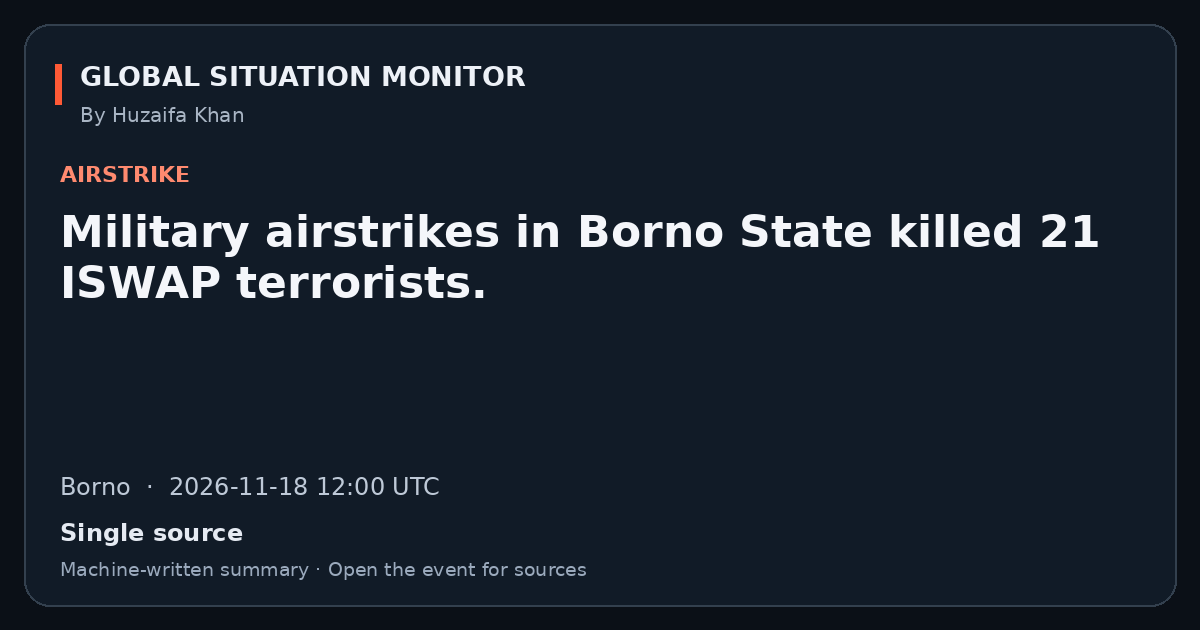 GLOBAL SITUATION MONITOR
By Huzaifa Khan
AIRSTRIKE
Military airstrikes in Borno State killed 21
ISWAP terrorists.
Borno · 2026-11-18 12:00 UTC
Single source
Machine-written summary · Open the event for sources